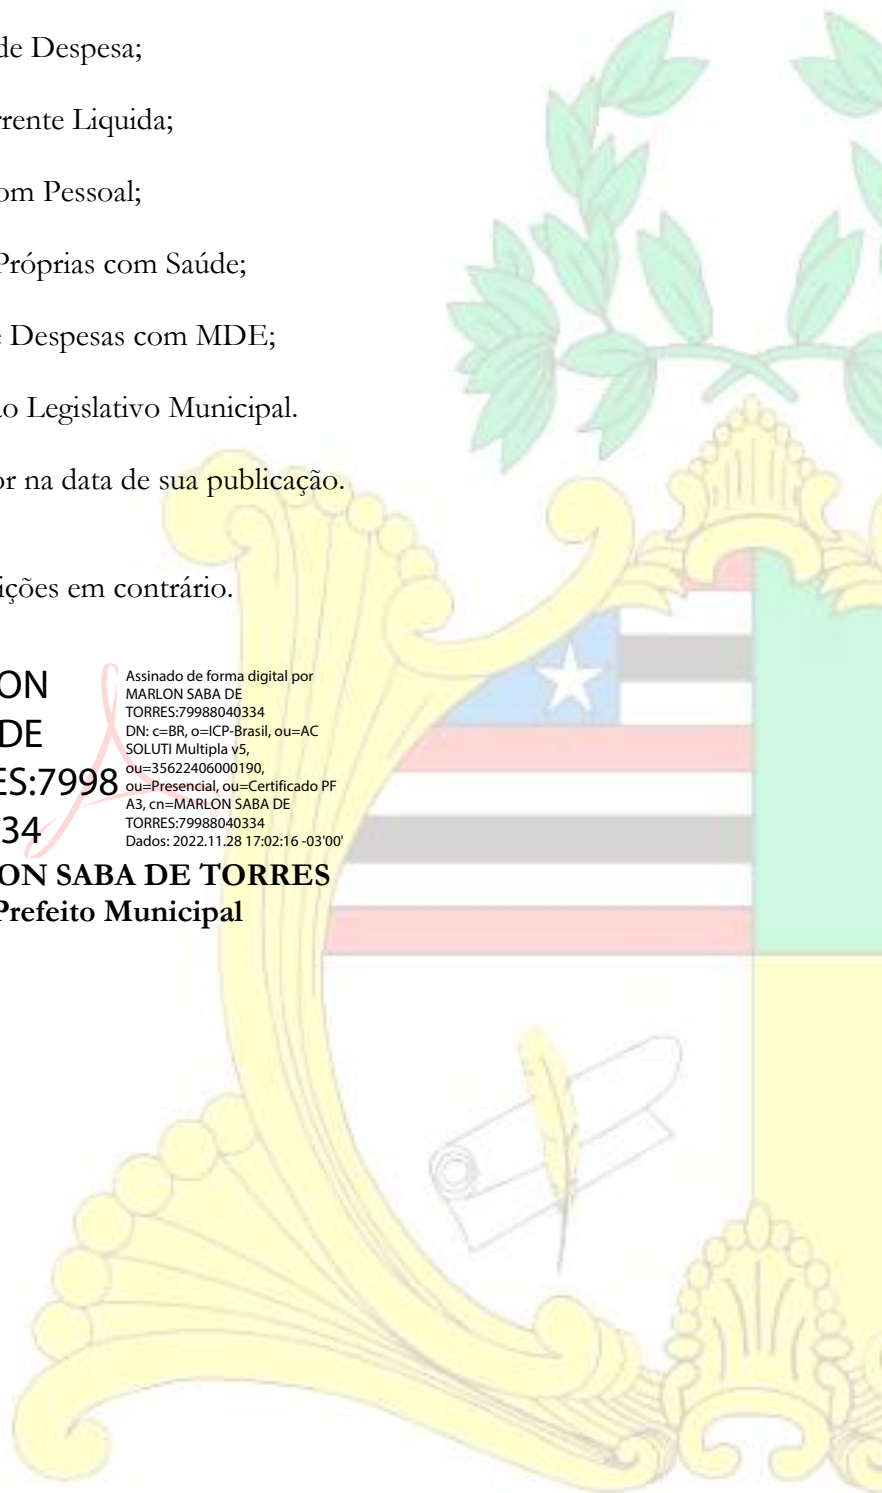 de Despesa;
rrente Liquida;
om Pessoal;
Próprias com Saúde;
e Despesas com MDE;
ao Legislativo Municipal.
or na data de sua publicação.
ições em contrário.
ON
DE
ES:7998
34
Assinado de forma digital por
MARLON SABA DE
TORRES:79988040334
DN: c=BR, o=ICP-Brasil, ou=AC
SOLUTI Multipla v5,
ou=35622406000190,
ou=Presencial, ou=Certificado PF
A3, cn=MARLON SABA DE
TORRES:79988040334
Dados: 2022.11.28 17:02:16 -03'00'
ON SABA DE TORRES
Prefeito Municipal